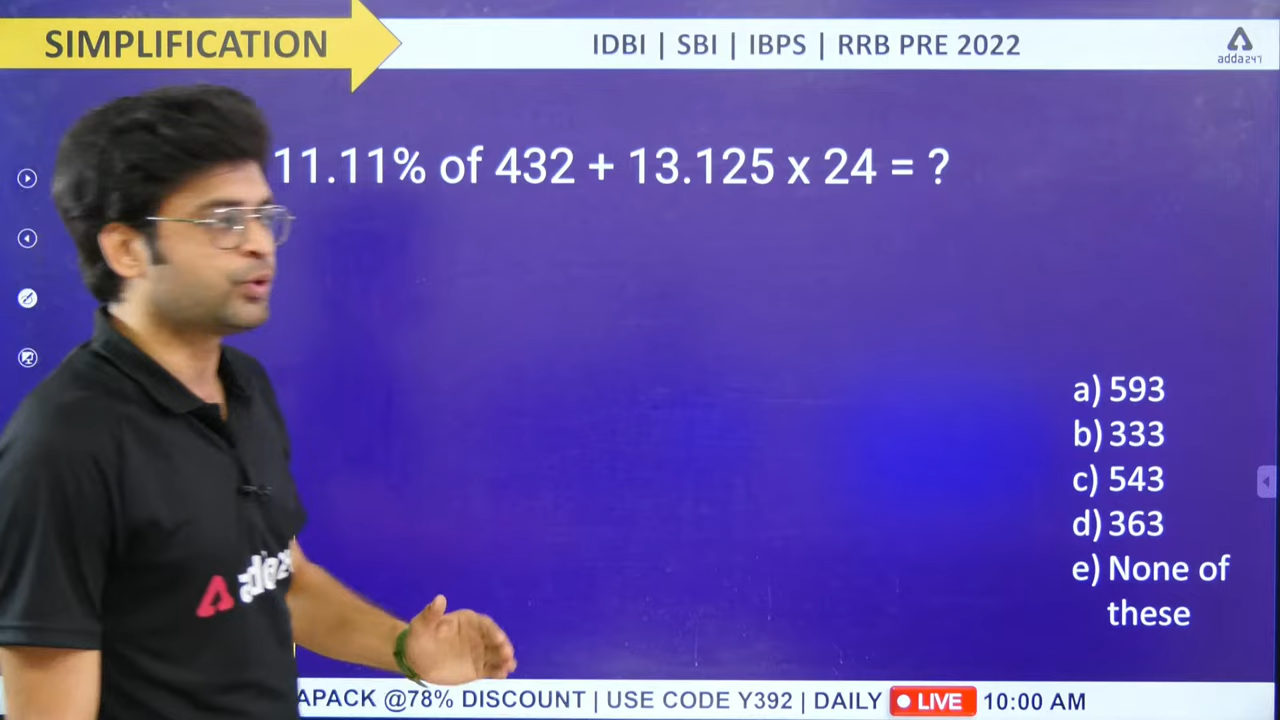 SIMPLIFICATION
IDBI | SBI | IBPS | RRB PRE 2022
adda247
11.11% of 432 + 13.125 x 24 = ?
a) 593
b) 333
c) 543
d) 363
e) None of
these
APACK @78% DISCOUNT | USE CODE Y392 | DAILY LIVE 10:00 AM